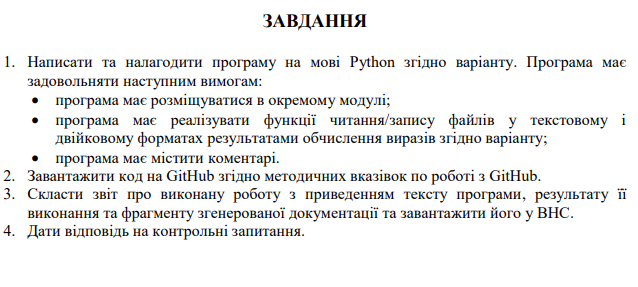 ЗАВДАННЯ
1. Написати та налагодити програму на мові Python згідно варіанту. Програма має
задовольняти наступним вимогам:
• програма має розміщуватися в окремому модулі;
• програма має реалізувати функції читання/запису файлів у текстовому і
двійковому форматах результатами обчислення виразів згідно варіанту;
• програма має містити коментарі.
2. Завантажити код на GitHub згідно методичних вказівок по роботі з GitHub.
3. Скласти звіт про виконану роботу з приведенням тексту програми, результату її
виконання та фрагменту згенерованої документації та завантажити його у ВНС.
4. Дати відповідь на контрольні запитання.